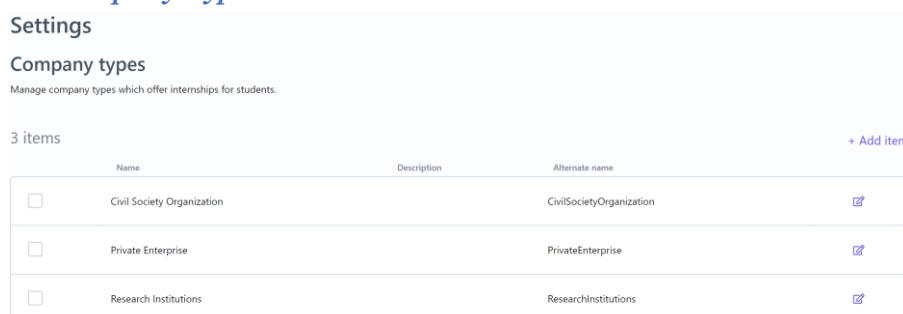 Settings
Company types
Manage company types which offer internships for students.
3 items
+ Add item
Name Description Alternate name
Civil Society Organization CivilSocietyOrganization
Private Enterprise PrivateEnterprise
Research Institutions ResearchInstitutions